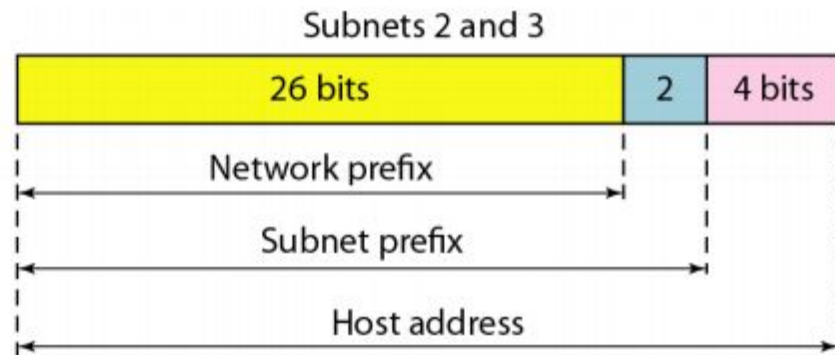 Subnets 2 and 3
26 bits 2 4 bits
Network prefix
Subnet prefix
Host address